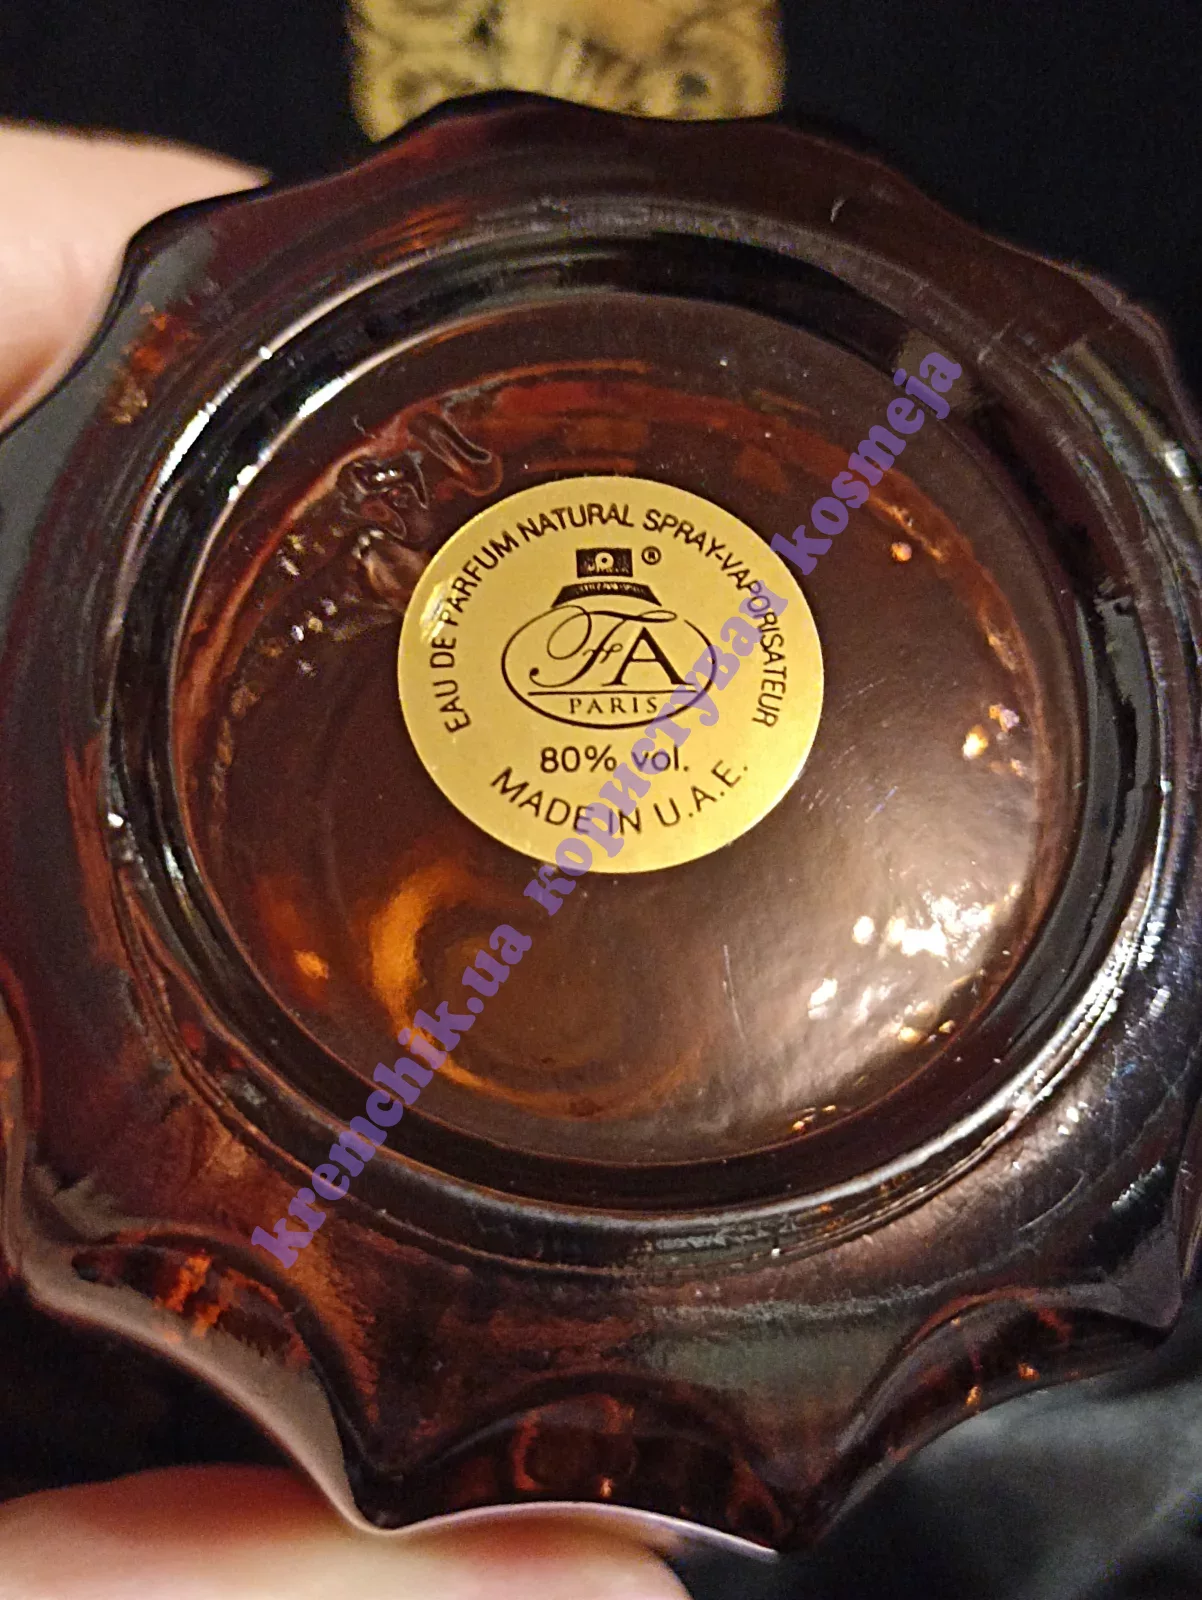 EAU DE PARFUM NATURAL SPRAY-VAPORISATEUR
®
FA
PARIS
80% vol.
MADE IN U.A.E.
kremchik.ua користувач kosmeja